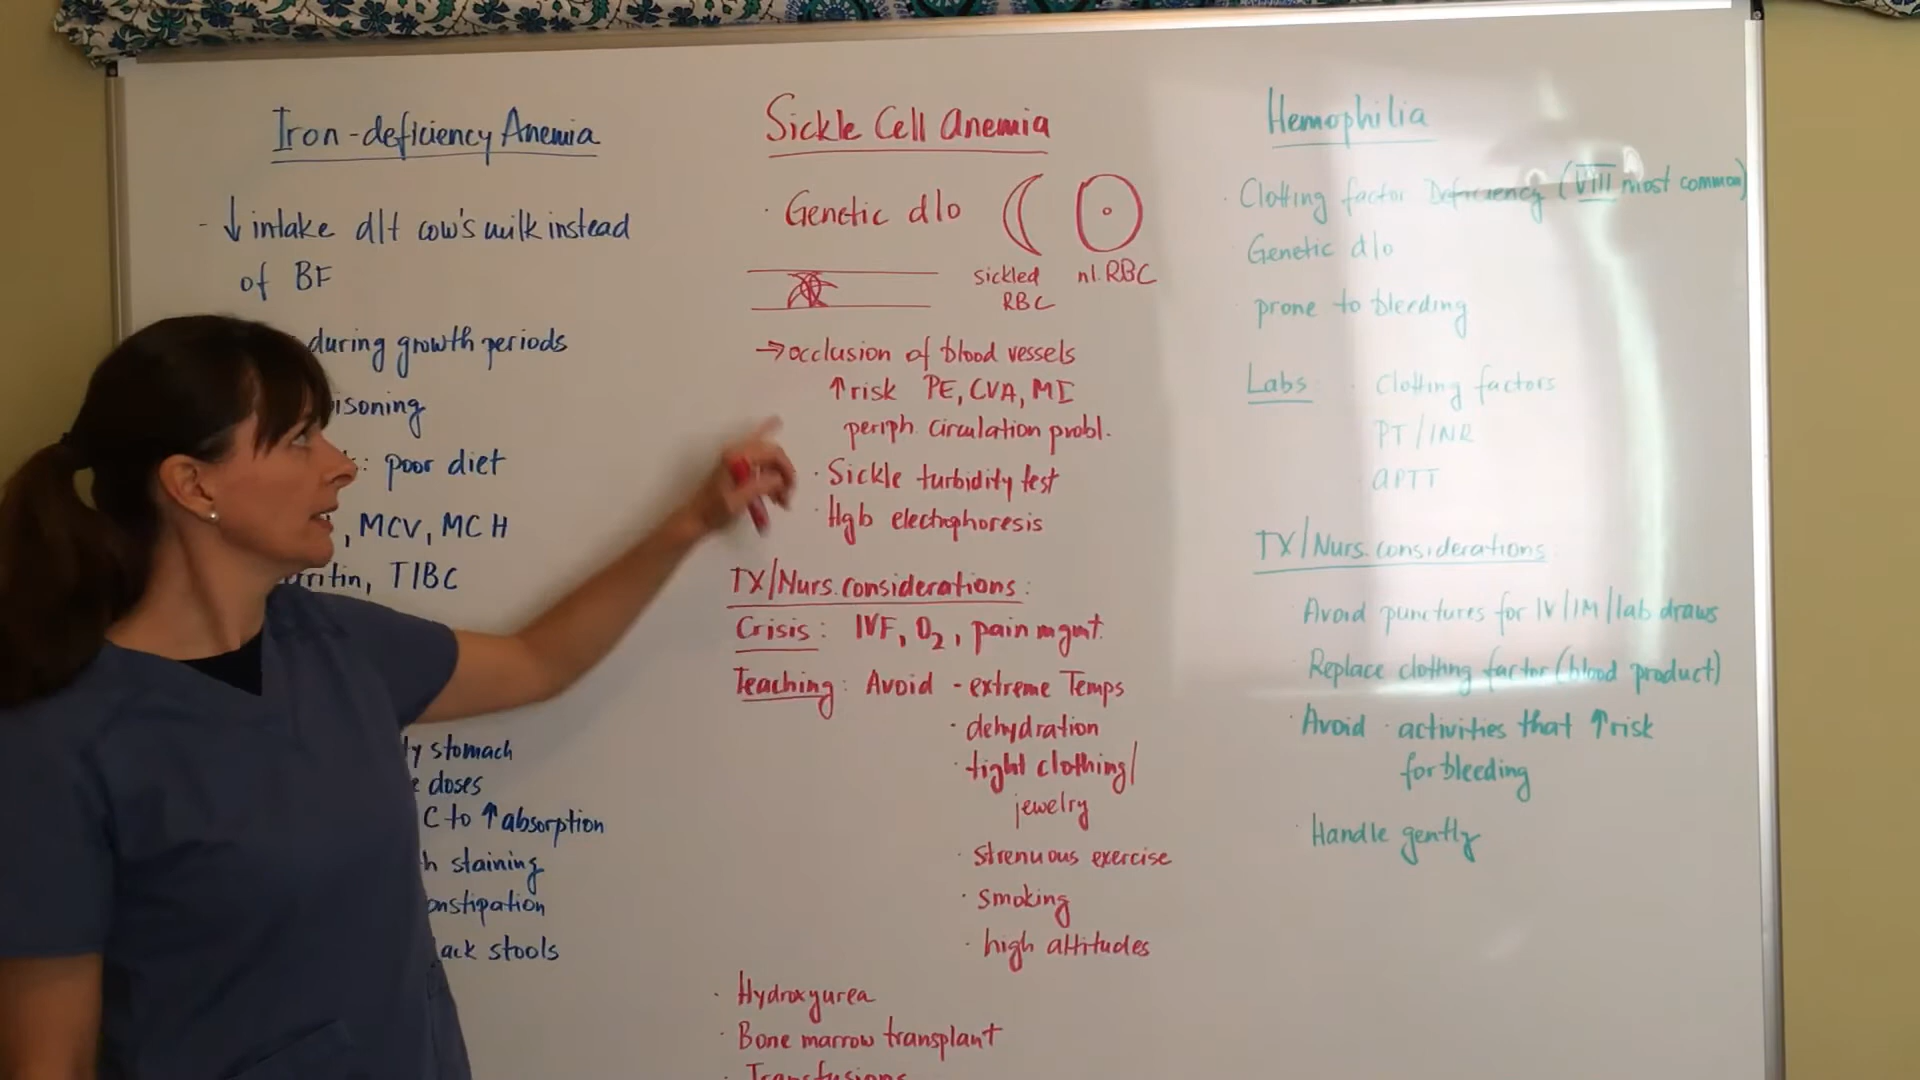 Iron-deficiency Anemia
- ↓ intake d/t cow's milk instead
of BF
during growth periods
isoning
: poor diet
, MCV, MCH
ritin, TIBC
ty stomach
doses
C to ↑ absorption
h staining
onstipation
lack stools
Sickle Cell Anemia
· Genetic d/o
sickled
RBC
nl. RBC
→ occlusion of blood vessels
↑ risk PE, CVA, MI
periph. circulation probl.
· Sickle turbidity test
· Hgb electrophoresis
TX/Nurs. considerations:
Crisis: IVF, O2, pain mgmt.
Teaching: Avoid - extreme Temps
· dehydration
· tight clothing/
jewelry
· Strenuous exercise
· smoking
· high altitudes
· Hydroxyurea
· Bone marrow transplant
· Transfusions
Hemophilia
· Clotting factor Deficiency (VIII most common)
Genetic d/o
prone to bleeding
Labs: · Clotting factors
PT/INR
aPTT
TX/Nurs. considerations:
Avoid punctures for IV/IM/lab draws
Replace clotting factor (blood product)
· Avoid · activities that ↑ risk
for bleeding
· Handle gently